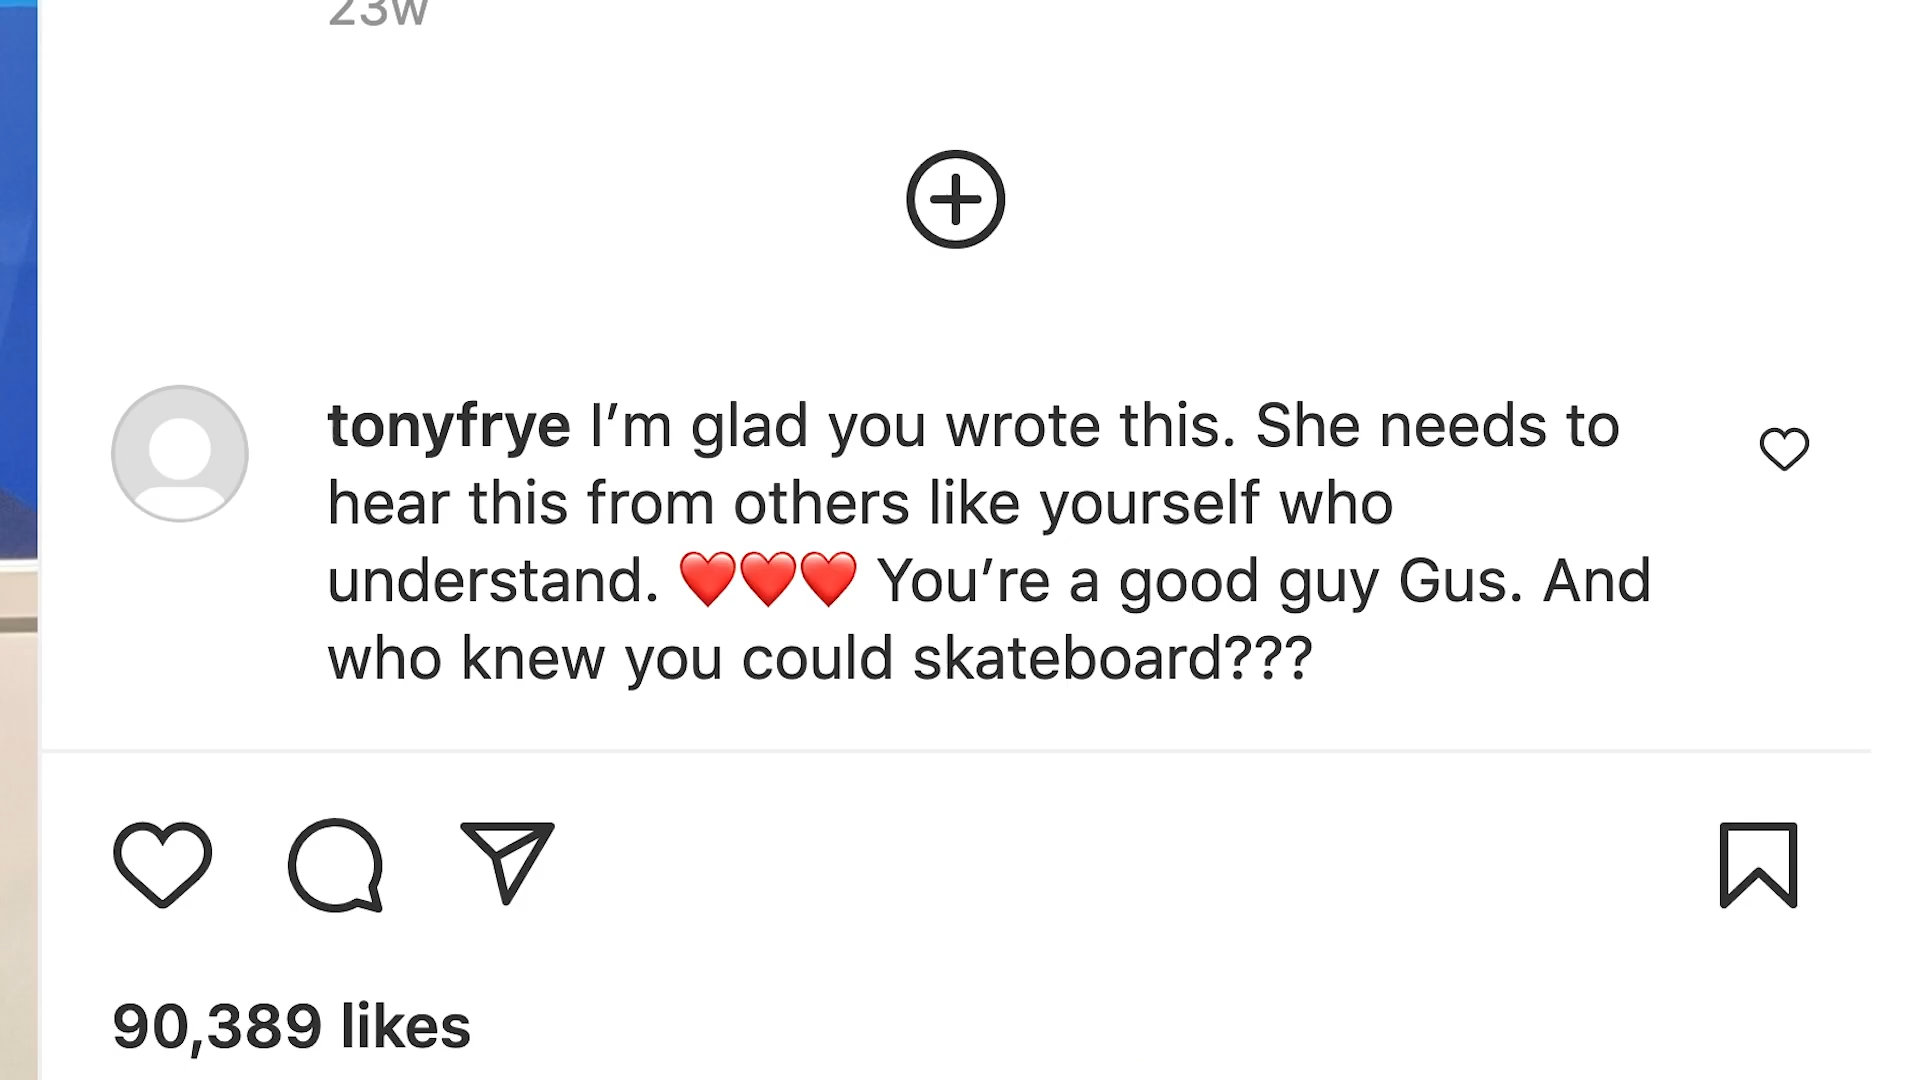 23w
tonyfrye I’m glad you wrote this. She needs to
hear this from others like yourself who
understand. ❤️❤️❤️ You’re a good guy Gus. And
who knew you could skateboard???
90,389 likes